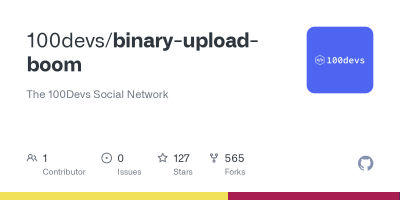 100devs/binary-upload-
boom
100devs
The 100Devs Social Network
1 0 127 565
Contributor Issues Stars Forks